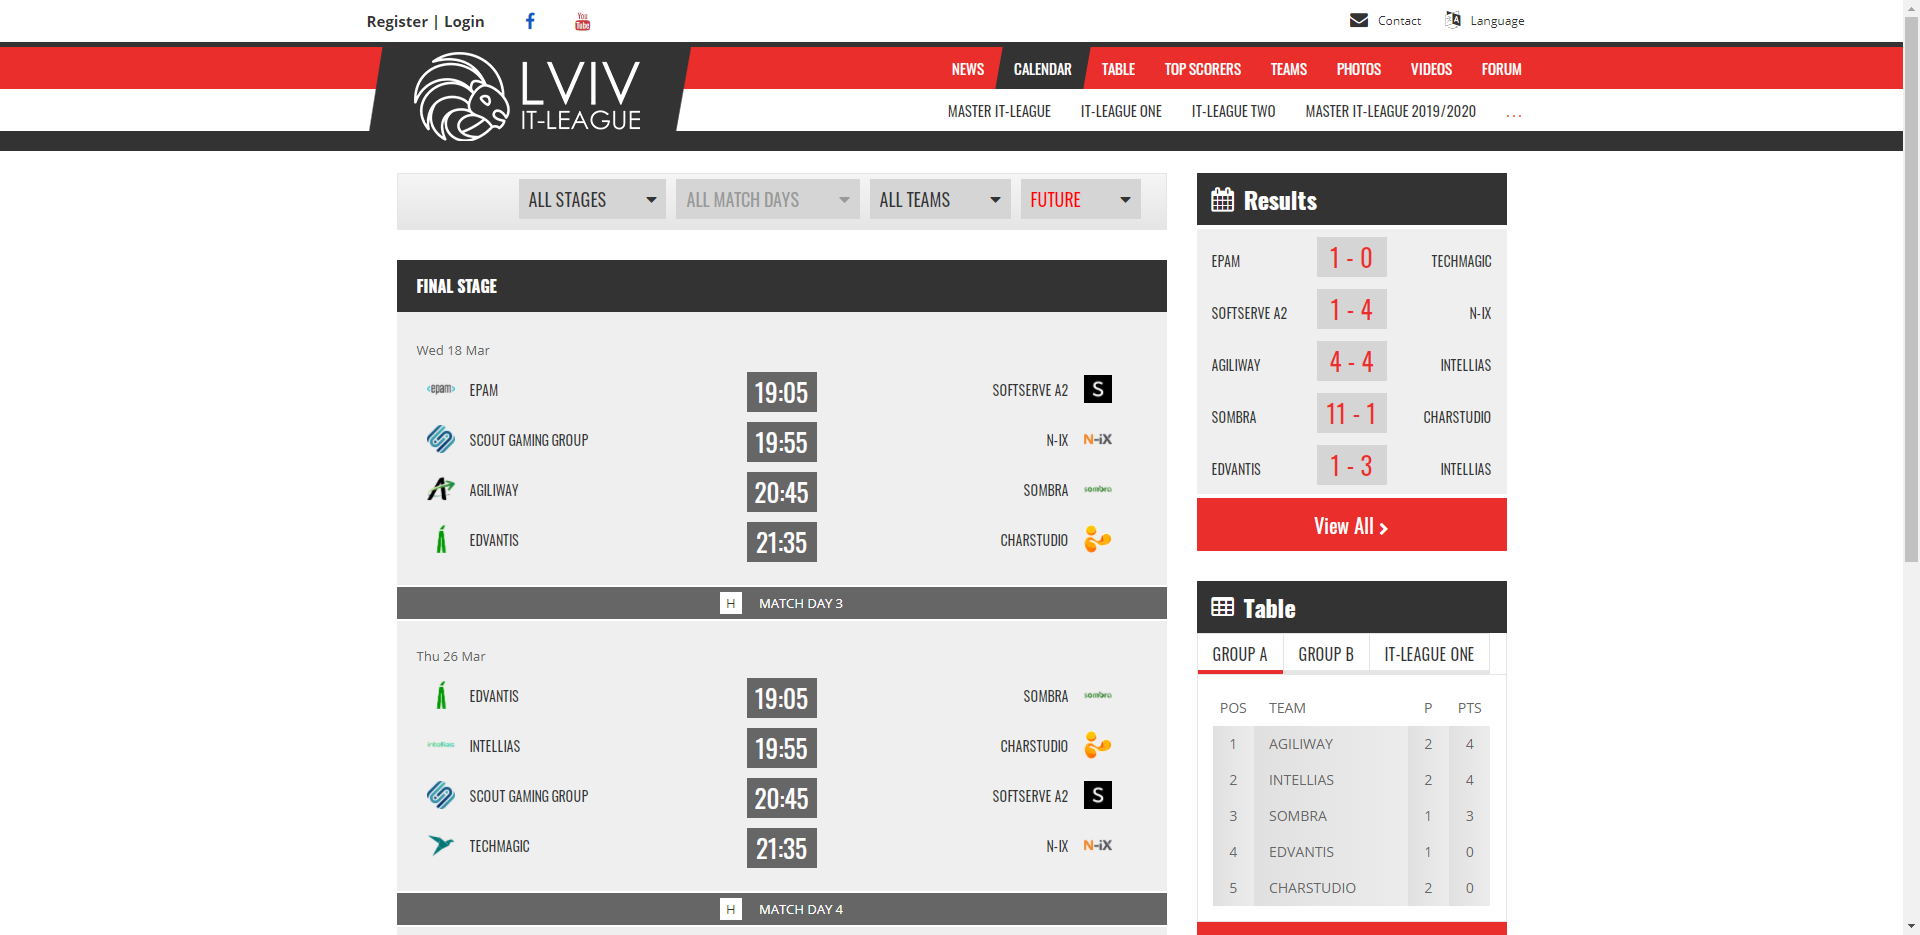 Register | Login
Contact
Language
LVIV
IT-LEAGUE
NEWS CALENDAR TABLE TOP SCORERS TEAMS PHOTOS VIDEOS FORUM
MASTER IT-LEAGUE IT-LEAGUE ONE IT-LEAGUE TWO MASTER IT-LEAGUE 2019/2020 ...
ALL STAGES ALL MATCH DAYS ALL TEAMS FUTURE
FINAL STAGE
Wed 18 Mar
<epam> EPAM 19:05 SOFTSERVE A2 S
SCOUT GAMING GROUP 19:55 N-IX N-iX
AGILIWAY 20:45 SOMBRA sombra
EDVANTIS 21:35 CHARSTUDIO
H MATCH DAY 3
Thu 26 Mar
EDVANTIS 19:05 SOMBRA sombra
intellias INTELLIAS 19:55 CHARSTUDIO
SCOUT GAMING GROUP 20:45 SOFTSERVE A2 S
TECHMAGIC 21:35 N-IX N-iX
H MATCH DAY 4
Results
EPAM 1 - 0 TECHMAGIC
SOFTSERVE A2 1 - 4 N-IX
AGILIWAY 4 - 4 INTELLIAS
SOMBRA 11 - 1 CHARSTUDIO
EDVANTIS 1 - 3 INTELLIAS
View All
Table
GROUP A GROUP B IT-LEAGUE ONE
POS TEAM P PTS
1 AGILIWAY 2 4
2 INTELLIAS 2 4
3 SOMBRA 1 3
4 EDVANTIS 1 0
5 CHARSTUDIO 2 0